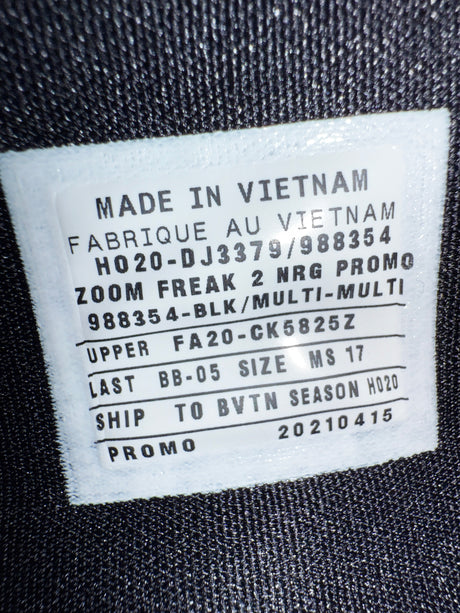 MADE IN VIETNAM
FABRIQUE AU VIETNAM
HO20-DJ3379/988354
ZOOM FREAK 2 NRG PROMO
988354-BLK/MULTI-MULTI
UPPER FA20-CK5825Z
LAST BB-05 SIZE MS 17
SHIP TO BVTN SEASON HO20
PROMO 20210415